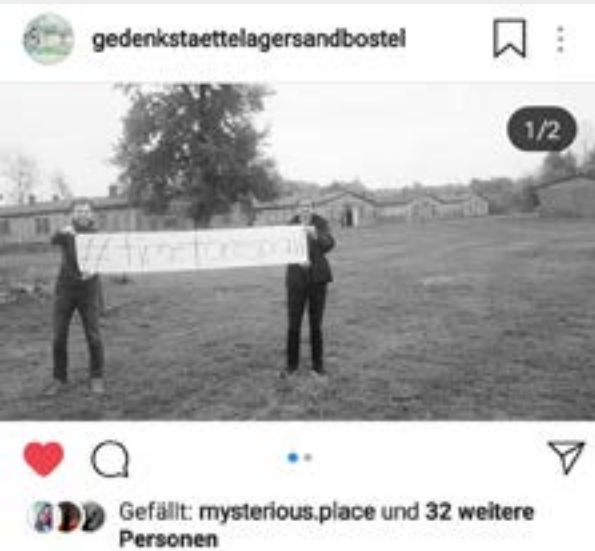 gedenkstaettelagersandbostel
1/2
Gefällt: mysterious.place und 32 weitere
Personen